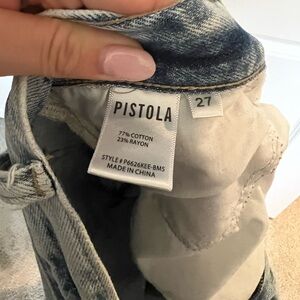 PISTOLA
27
77% COTTON
23% RAYON
STYLE # P6626KEE-BMS
MADE IN CHINA